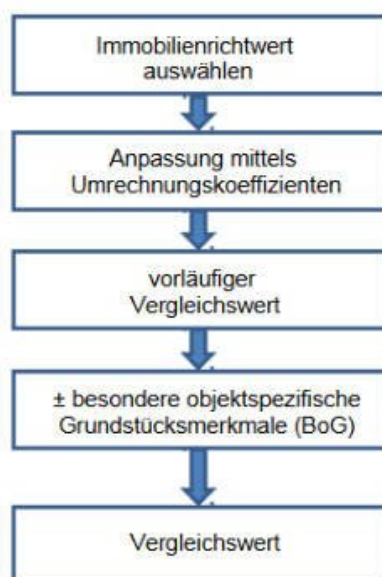 Immobilienrichtwert
auswählen
Anpassung mittels
Umrechnungskoeffizienten
vorläufiger
Vergleichswert
± besondere objektspezifische
Grundstücksmerkmale (BoG)
Vergleichswert